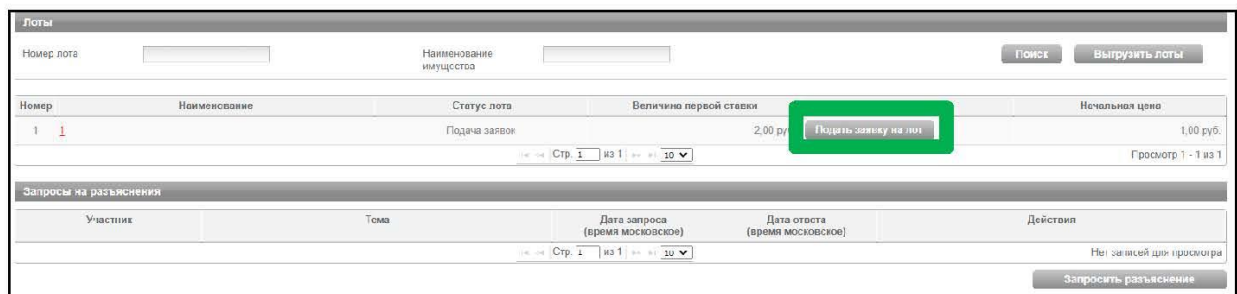 Лоты
Номер лота Наименование имущества Поиск Выгрузить лоты
Номер Наименование Статус лота Величина первой ставки Начальная цена
1 1 Подача заявок 2,00 ру Подать заявку на лот 1,00 руб.
Стр. 1 из 1 10 Просмотр 1 - 1 из 1
Запросы на разъяснения
Участник Тема Дата запроса (время московское) Дата ответа (время московское) Действия
Стр. 1 из 1 10 Нет записей для просмотра
Запросить разъяснение